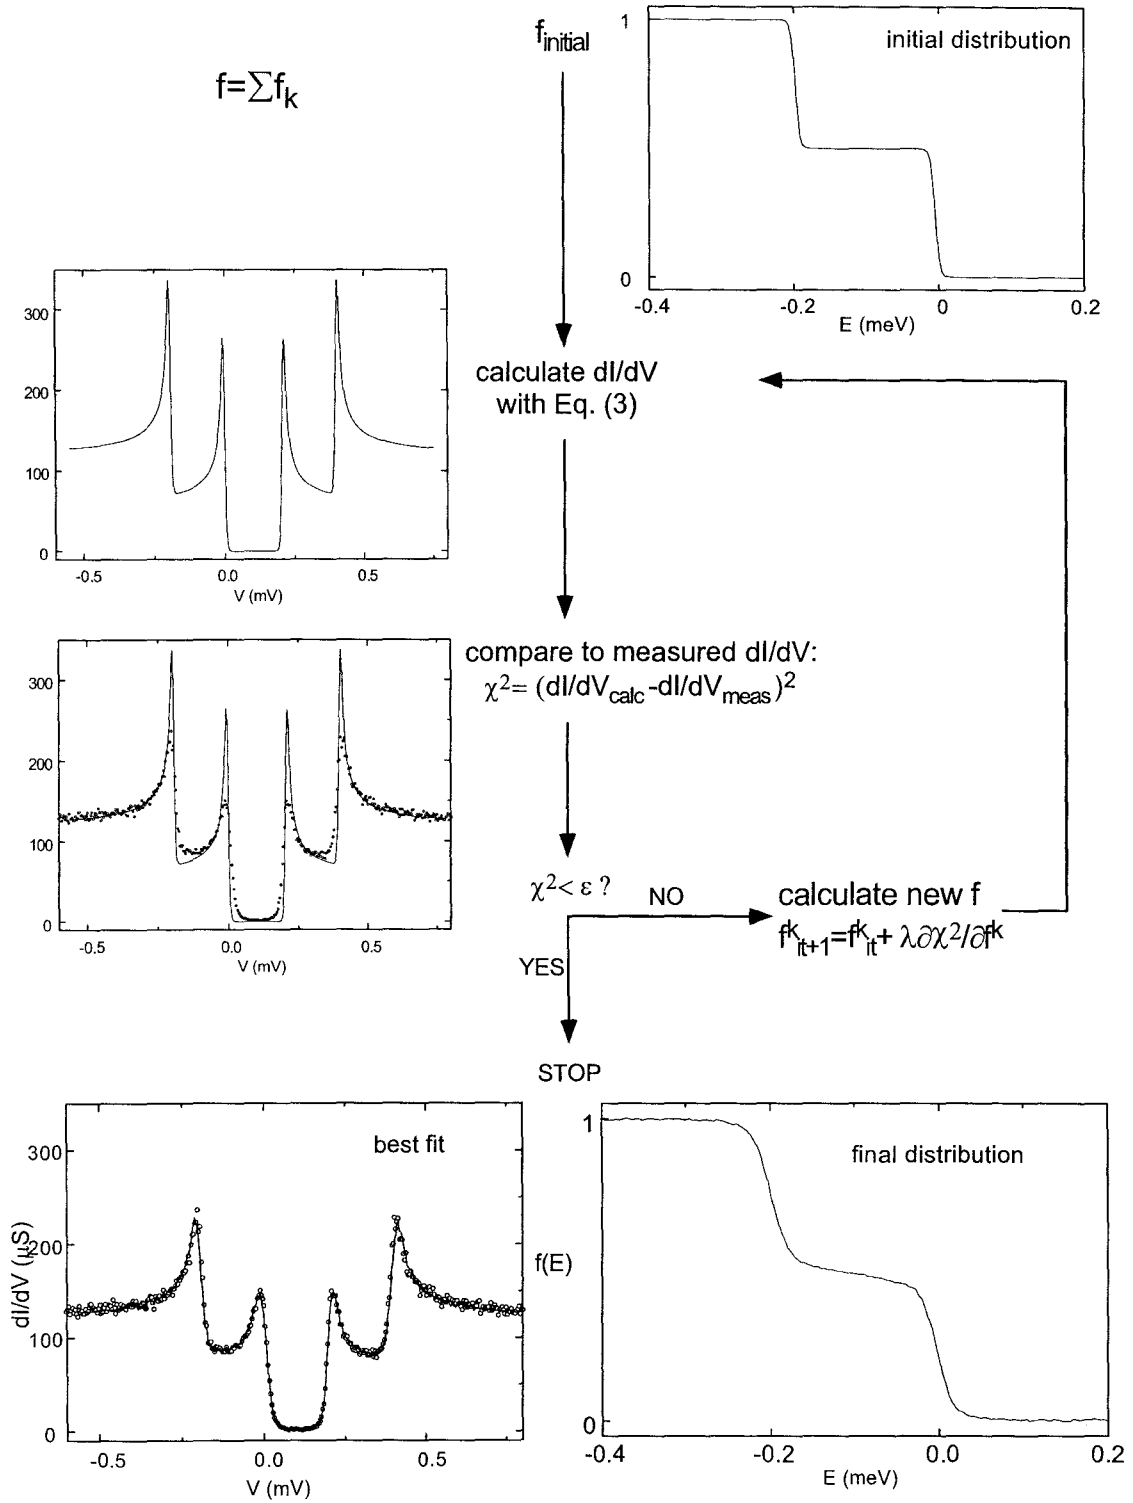 f_initial
1
initial distribution
f=∑f_k
0
-0.4
-0.2
0
0.2
E (meV)
300
200
100
0
-0.5
0.0
0.5
V (mV)
calculate dI/dV
with Eq. (3)
compare to measured dI/dV:
χ²= (dI/dV_calc -dI/dV_meas )²
300
200
100
0
-0.5
0.0
0.5
V (mV)
χ²< ε ?
NO
calculate new f
f^k_it+1=f^k_it+ λ∂χ²/∂f^k
YES
STOP
best fit
300
200
100
0
dI/dV (μS)
-0.5
0.0
0.5
V (mV)
final distribution
1
f(E)
0
-0.4
-0.2
0.0
0.2
E (meV)